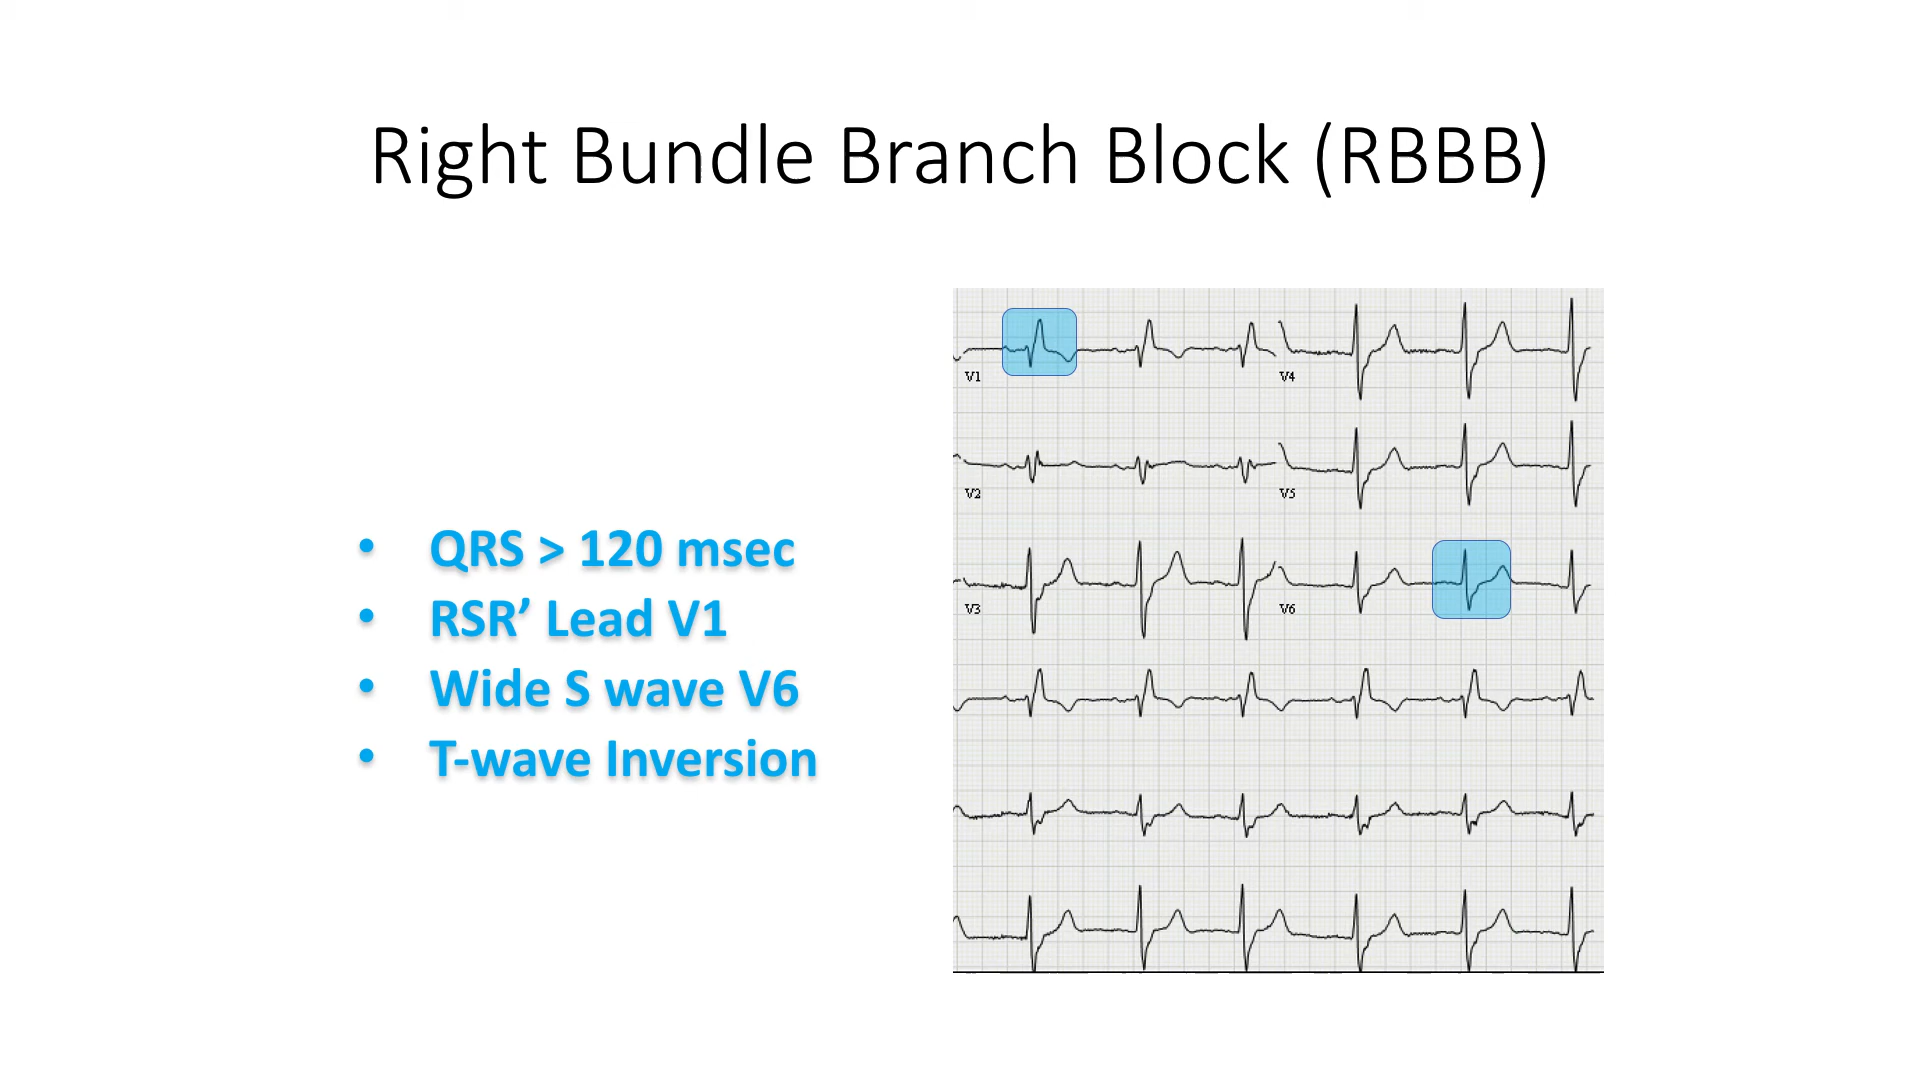 Right Bundle Branch Block (RBBB)
• QRS > 120 msec
• RSR’ Lead V1
• Wide S wave V6
• T-wave Inversion
V1
V4
V2
V5
V3
V6